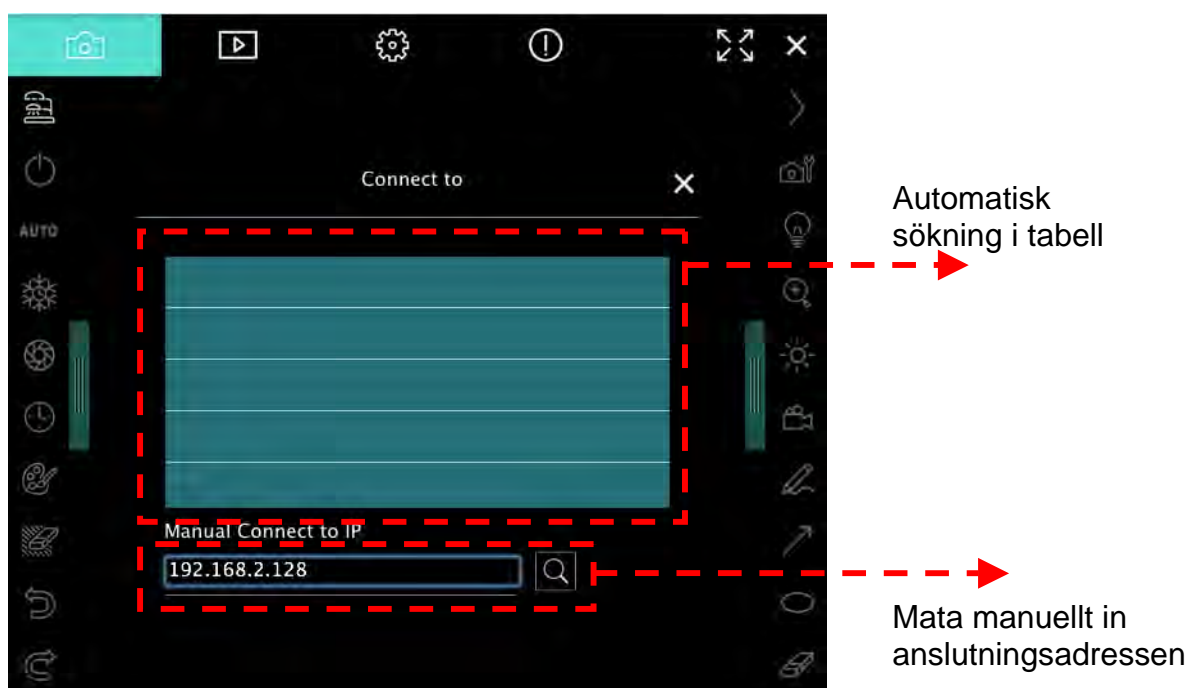 Connect to
AUTO
Automatisk
sökning i tabell
Manual Connect to IP
192.168.2.128
Mata manuellt in
anslutningsadressen